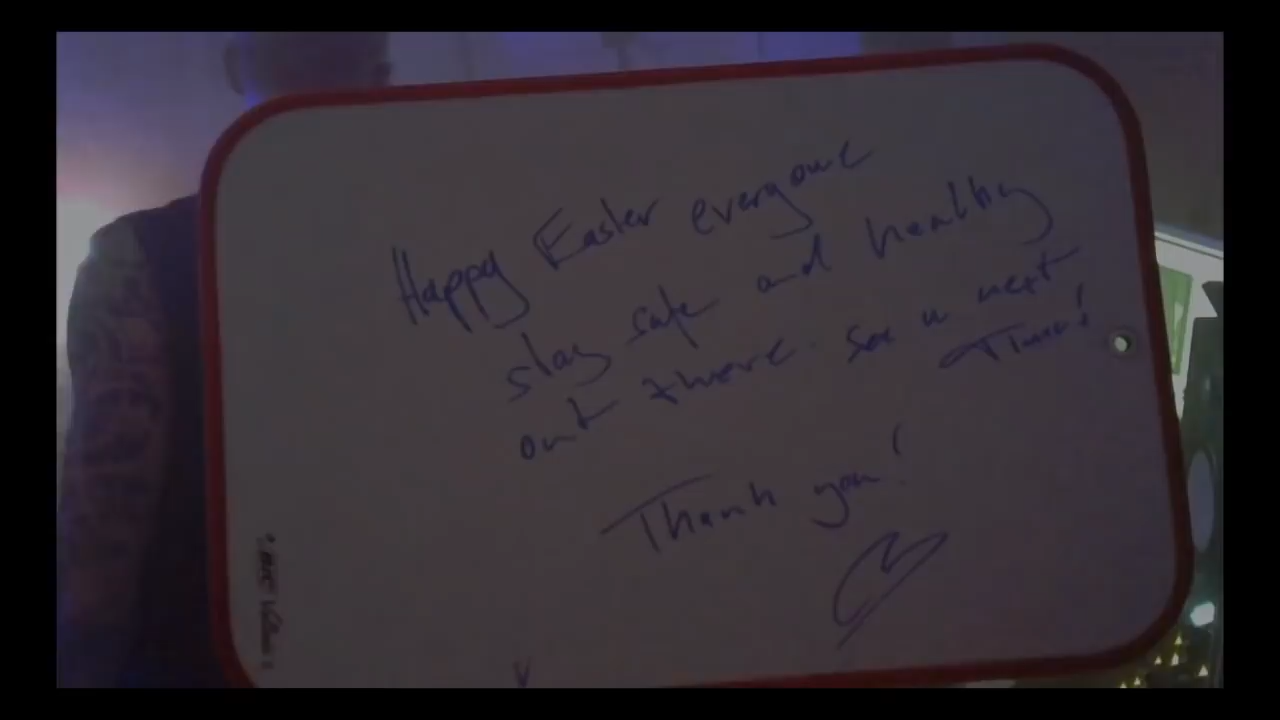 Happy Easter everyone
stay safe and healthy
out there. See u next
Time!
Thank you!